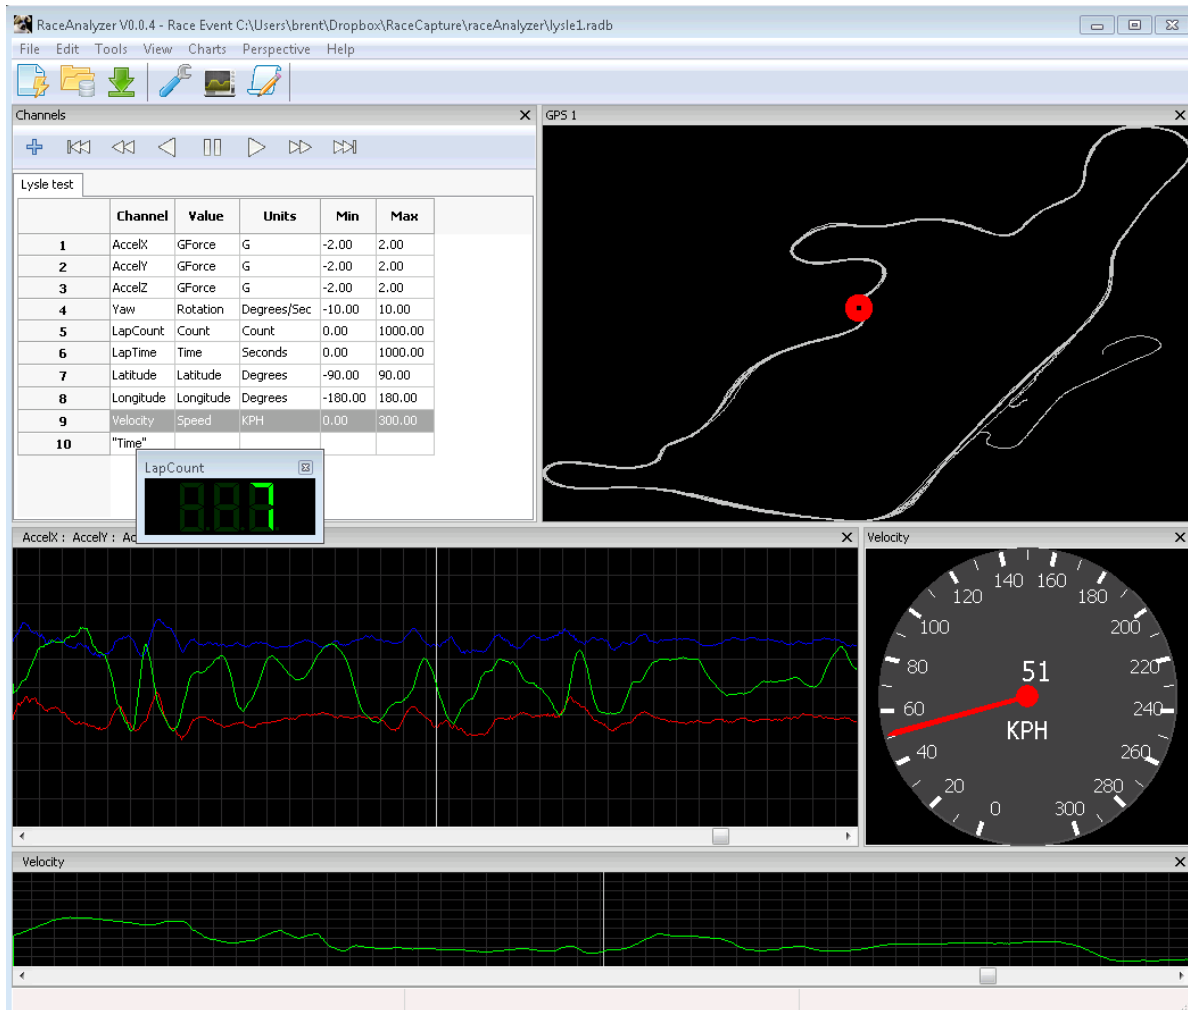 RaceAnalyzer V0.0.4 - Race Event C:\Users\brent\Dropbox\RaceCapture\raceAnalyzer\lysle1.radb
File Edit Tools View Charts Perspective Help
Channels
GPS 1
Lysle test
Channel Value Units Min Max
1 AccelX GForce G -2.00 2.00
2 AccelY GForce G -2.00 2.00
3 AccelZ GForce G -2.00 2.00
4 Yaw Rotation Degrees/Sec -10.00 10.00
5 LapCount Count Count 0.00 1000.00
6 LapTime Time Seconds 0.00 1000.00
7 Latitude Latitude Degrees -90.00 90.00
8 Longitude Longitude Degrees -180.00 180.00
9 Velocity Speed KPH 0.00 300.00
10 "Time"
LapCount
7
AccelX : AccelY : Ac
Velocity
0
20
40
60
80
100
120
140
160
180
200
220
240
260
280
300
51
KPH
Velocity